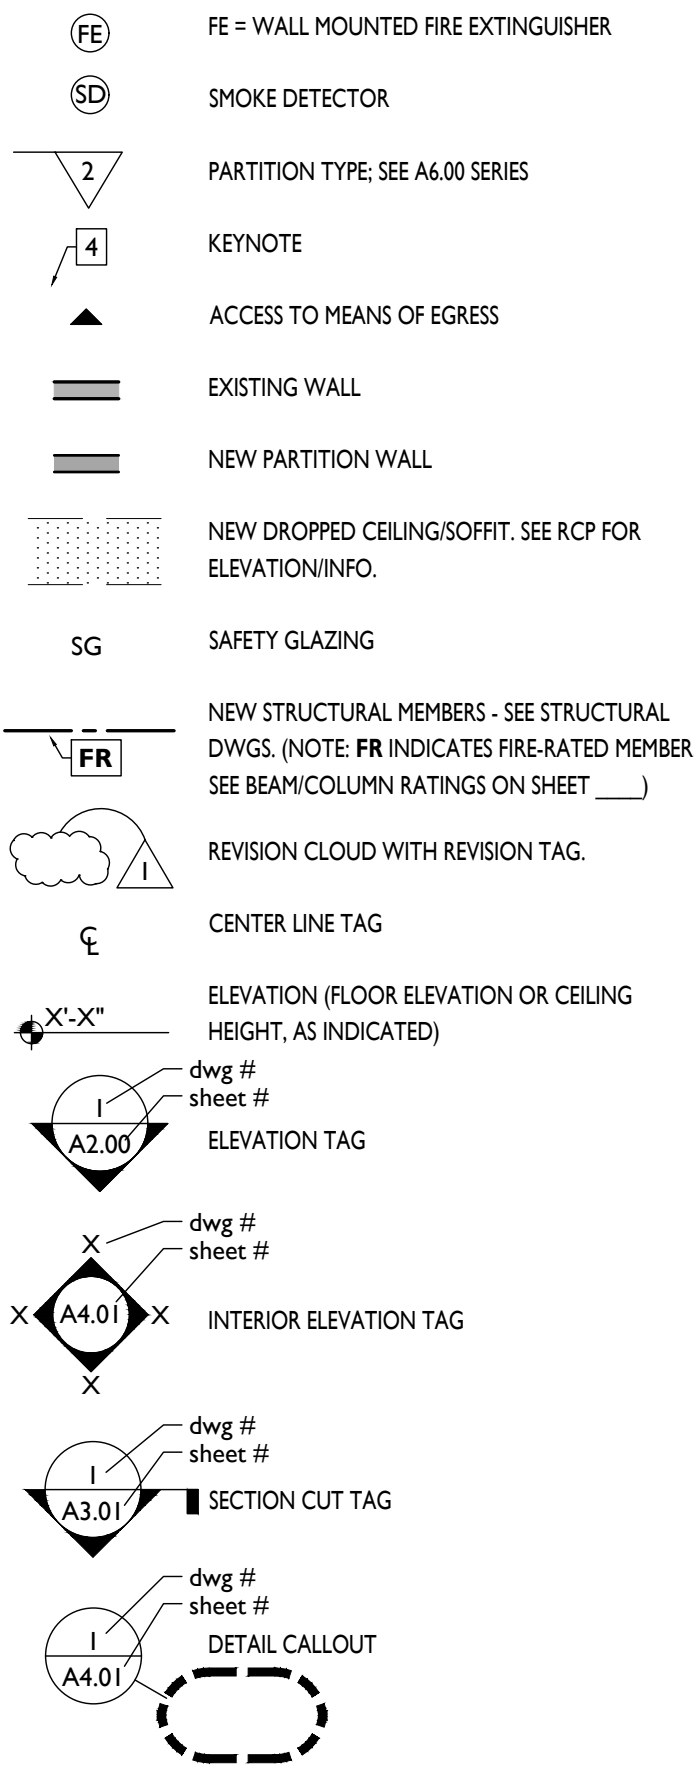 FE FE = WALL MOUNTED FIRE EXTINGUISHER
SD SMOKE DETECTOR
2 PARTITION TYPE; SEE A6.00 SERIES
4 KEYNOTE
ACCESS TO MEANS OF EGRESS
EXISTING WALL
NEW PARTITION WALL
NEW DROPPED CEILING/SOFFIT. SEE RCP FOR
ELEVATION/INFO.
SG SAFETY GLAZING
NEW STRUCTURAL MEMBERS - SEE STRUCTURAL
FR DWGS. (NOTE: FR INDICATES FIRE-RATED MEMBER
SEE BEAM/COLUMN RATINGS ON SHEET ____)
1 REVISION CLOUD WITH REVISION TAG.
℄ CENTER LINE TAG
X'-X" ELEVATION (FLOOR ELEVATION OR CEILING
HEIGHT, AS INDICATED)
dwg #
1 sheet #
A2.00 ELEVATION TAG
X dwg #
sheet #
X A4.01 X INTERIOR ELEVATION TAG
X
dwg #
1 sheet #
A3.01 SECTION CUT TAG
dwg #
sheet #
1 DETAIL CALLOUT
A4.01